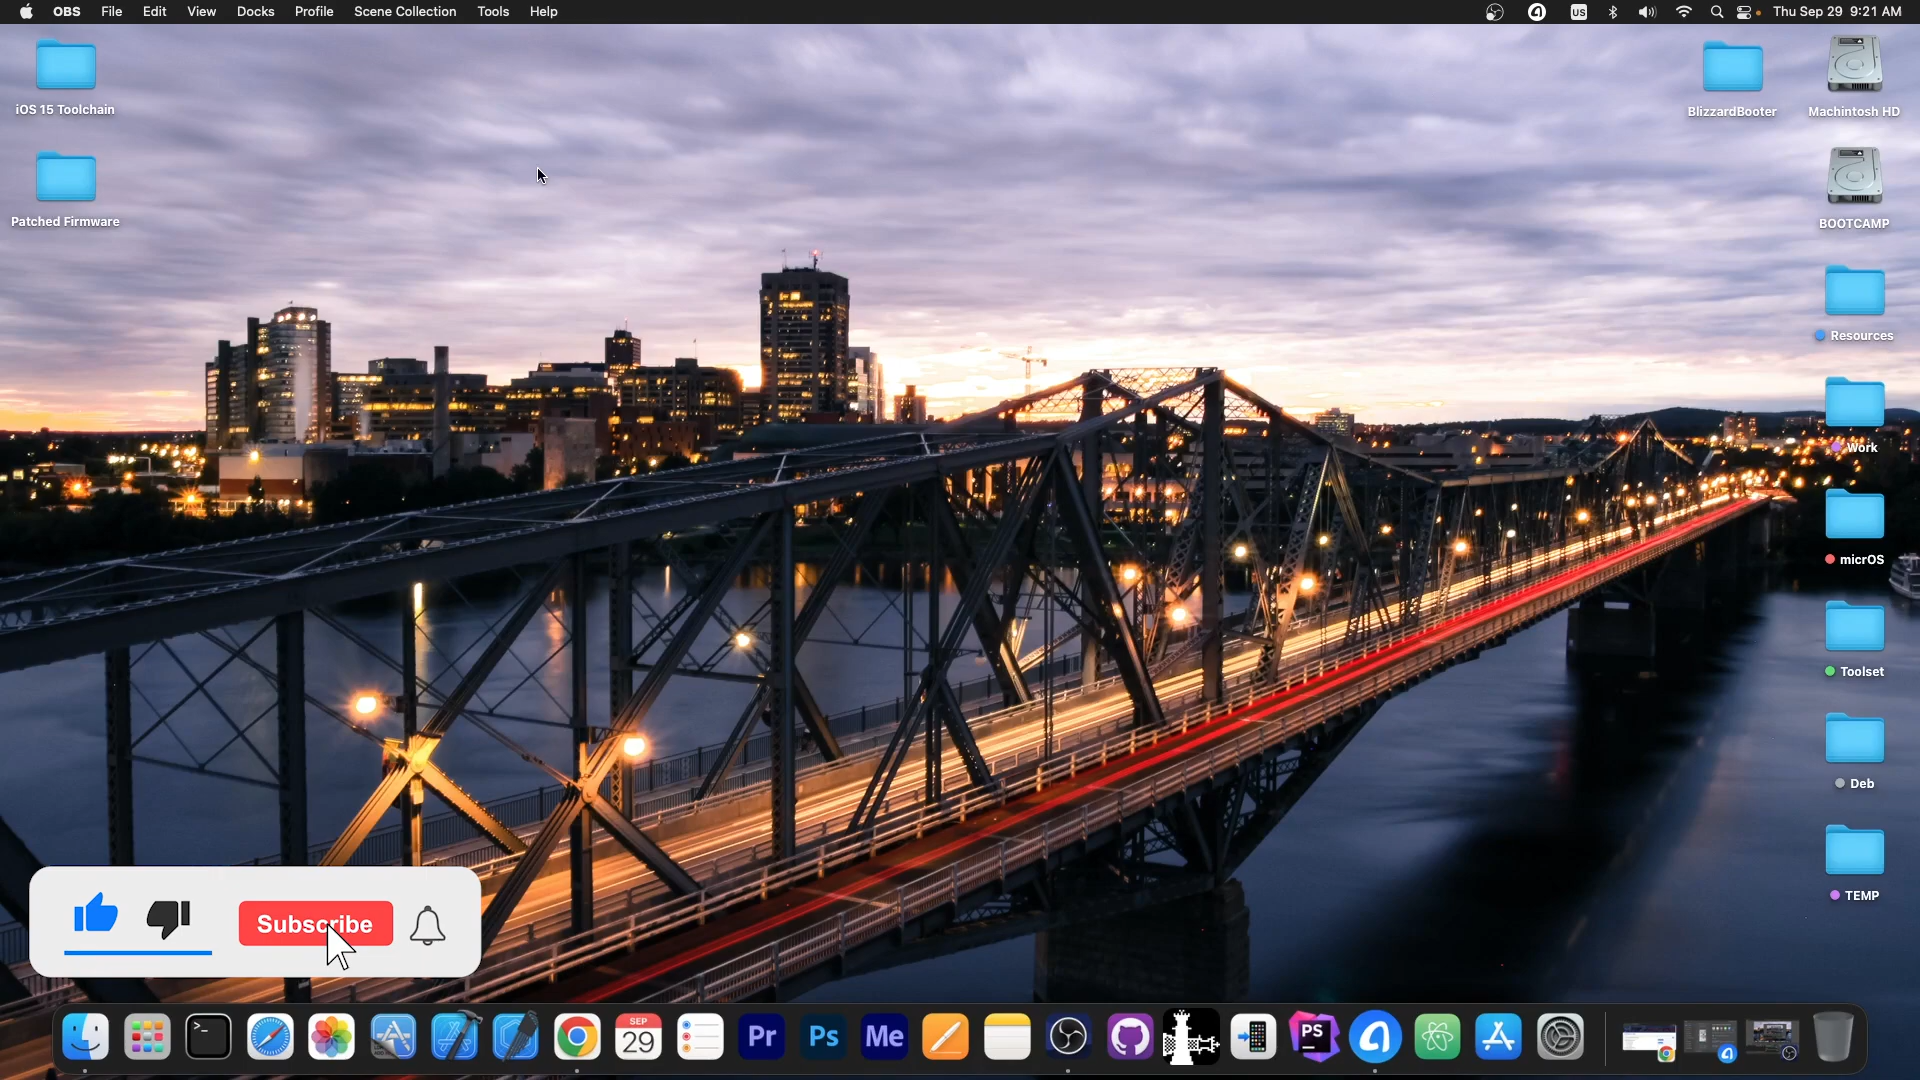 OBS File Edit View Docks Profile Scene Collection Tools Help US Thu Sep 29 9:21 AM
iOS 15 Toolchain
Patched Firmware
BlizzardBooter
Machintosh HD
BOOTCAMP
Resources
Work
micrOS
Toolset
Deb
TEMP
Subscribe
>_
SEP
29
Pr
Ps
Me
PS